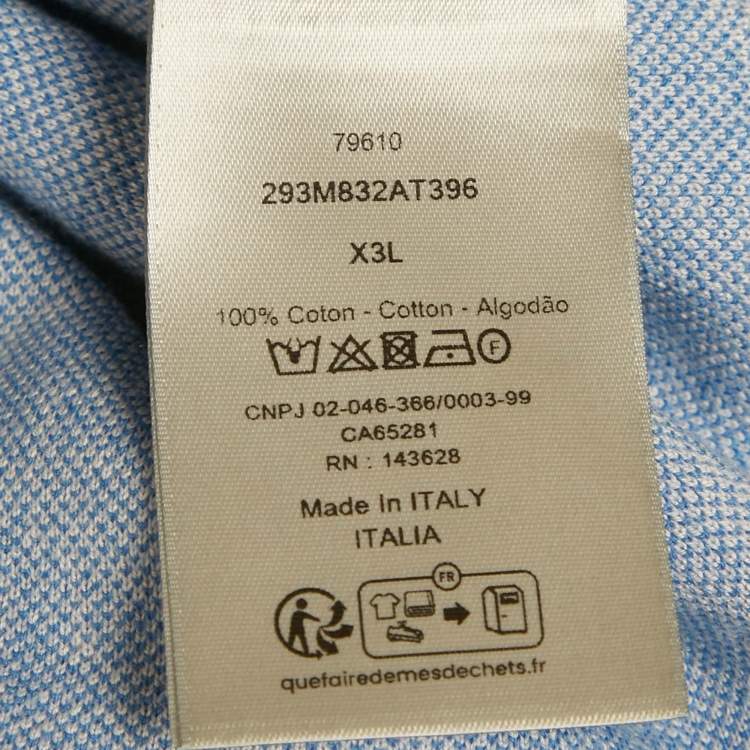 79610
293M832AT396
X3L
100% Coton - Cotton - Algodão
F
CNPJ 02-046-366/0003-99
CA65281
RN : 143628
Made In ITALY
ITALIA
FR
quefairedemesdechets.fr